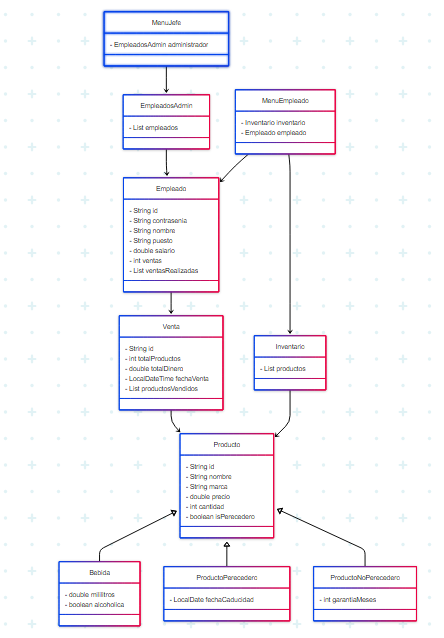 MenuJefe
- EmpleadosAdmin administrador
EmpleadosAdmin
- List empleados
MenuEmpleado
- Inventario inventario
- Empleado empleado
Empleado
- String id
- String contrasenia
- String nombre
- String puesto
- double salario
- int ventas
- List ventasRealizadas
Venta
- String id
- int totalProductos
- double totalDinero
- LocalDateTime fechaVenta
- List productosVendidos
Inventario
- List productos
Producto
- String id
- String nombre
- String marca
- double precio
- int cantidad
- boolean isPerecedero
Bebida
- double mililitros
- boolean alcoholica
ProductoPerecedero
- LocalDate fechaCaducidad
ProductoNoPerecedero
- int garantiaMeses